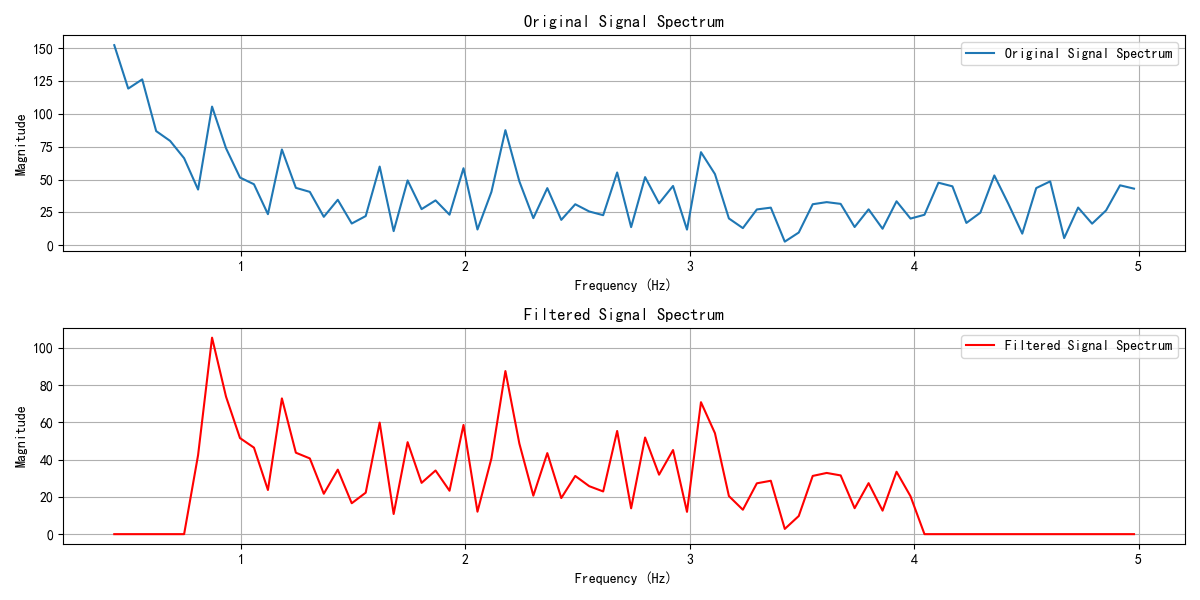 Original Signal Spectrum
150
125
100
75
50
25
0
Magnitude
Original Signal Spectrum
1
2
3
4
5
Frequency (Hz)
Filtered Signal Spectrum
100
80
60
40
20
0
Magnitude
Filtered Signal Spectrum
1
2
3
4
5
Frequency (Hz)